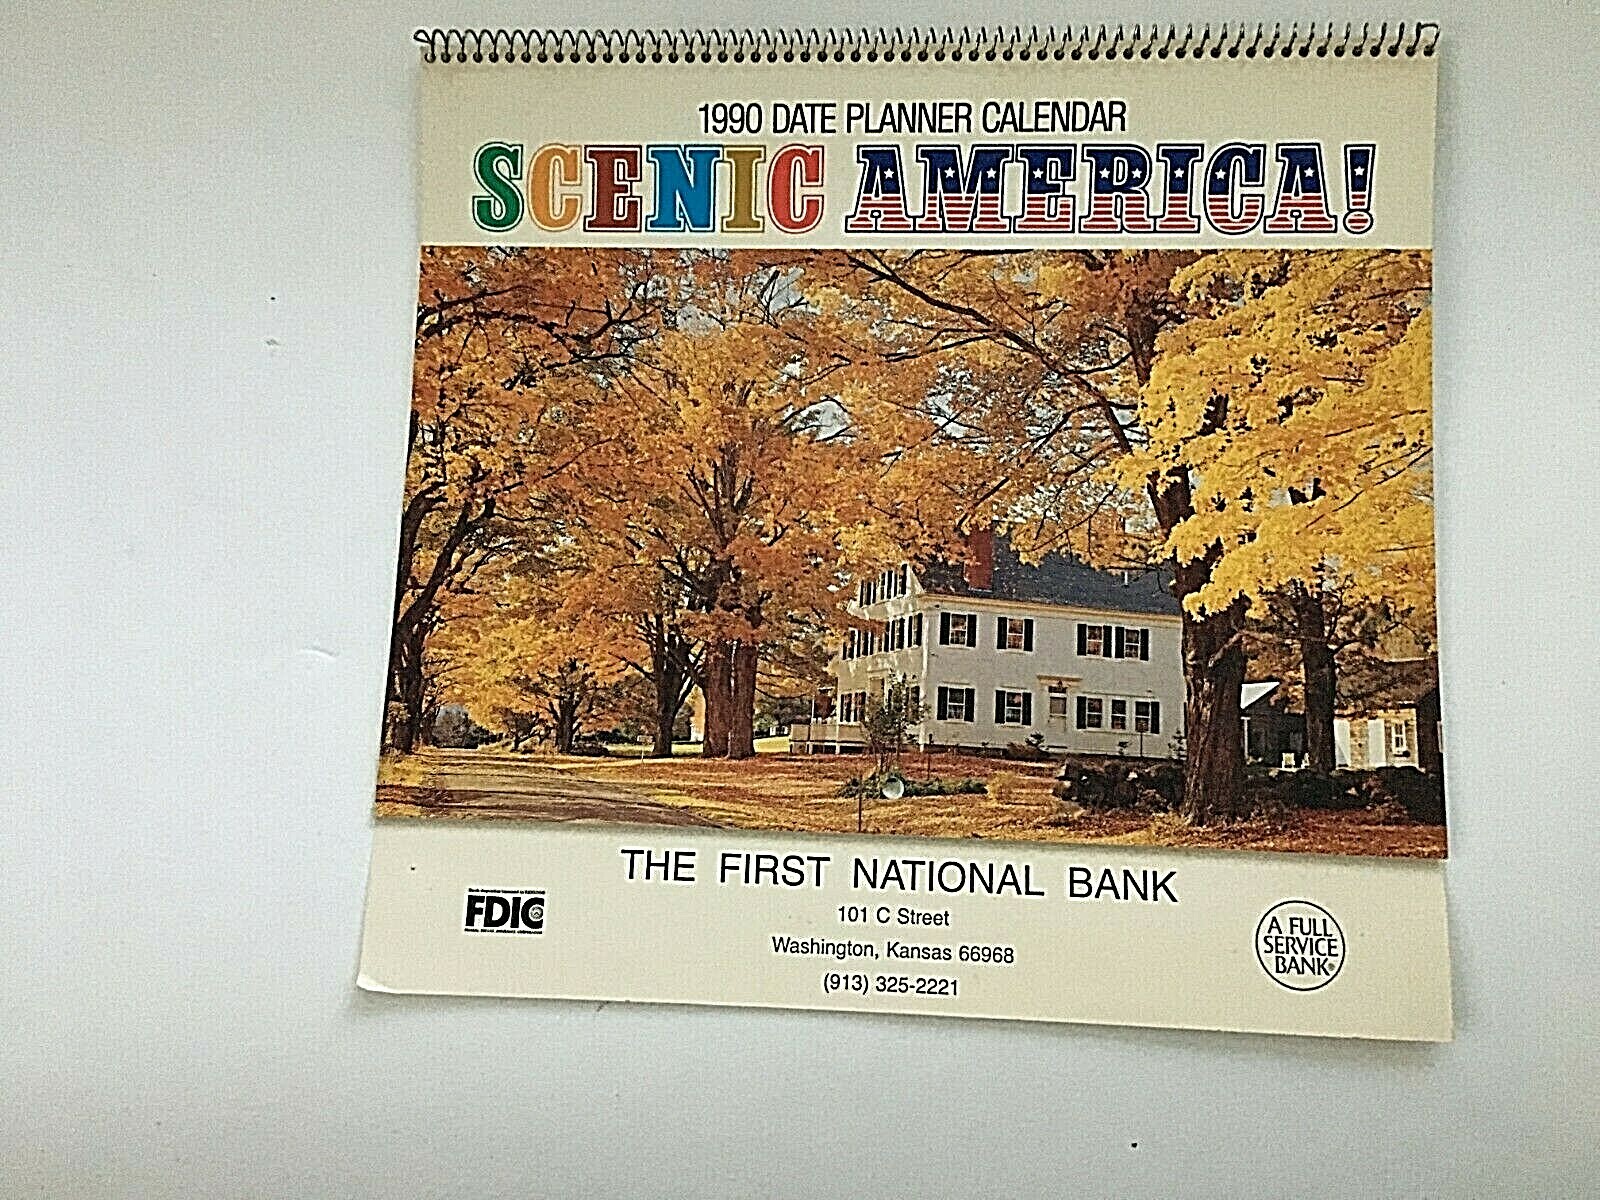 1990 DATE PLANNER CALENDAR
SCENIC AMERICA!
THE FIRST NATIONAL BANK
101 C Street
Washington, Kansas 66968
(913) 325-2221
FDIC
A FULL
SERVICE
BANK